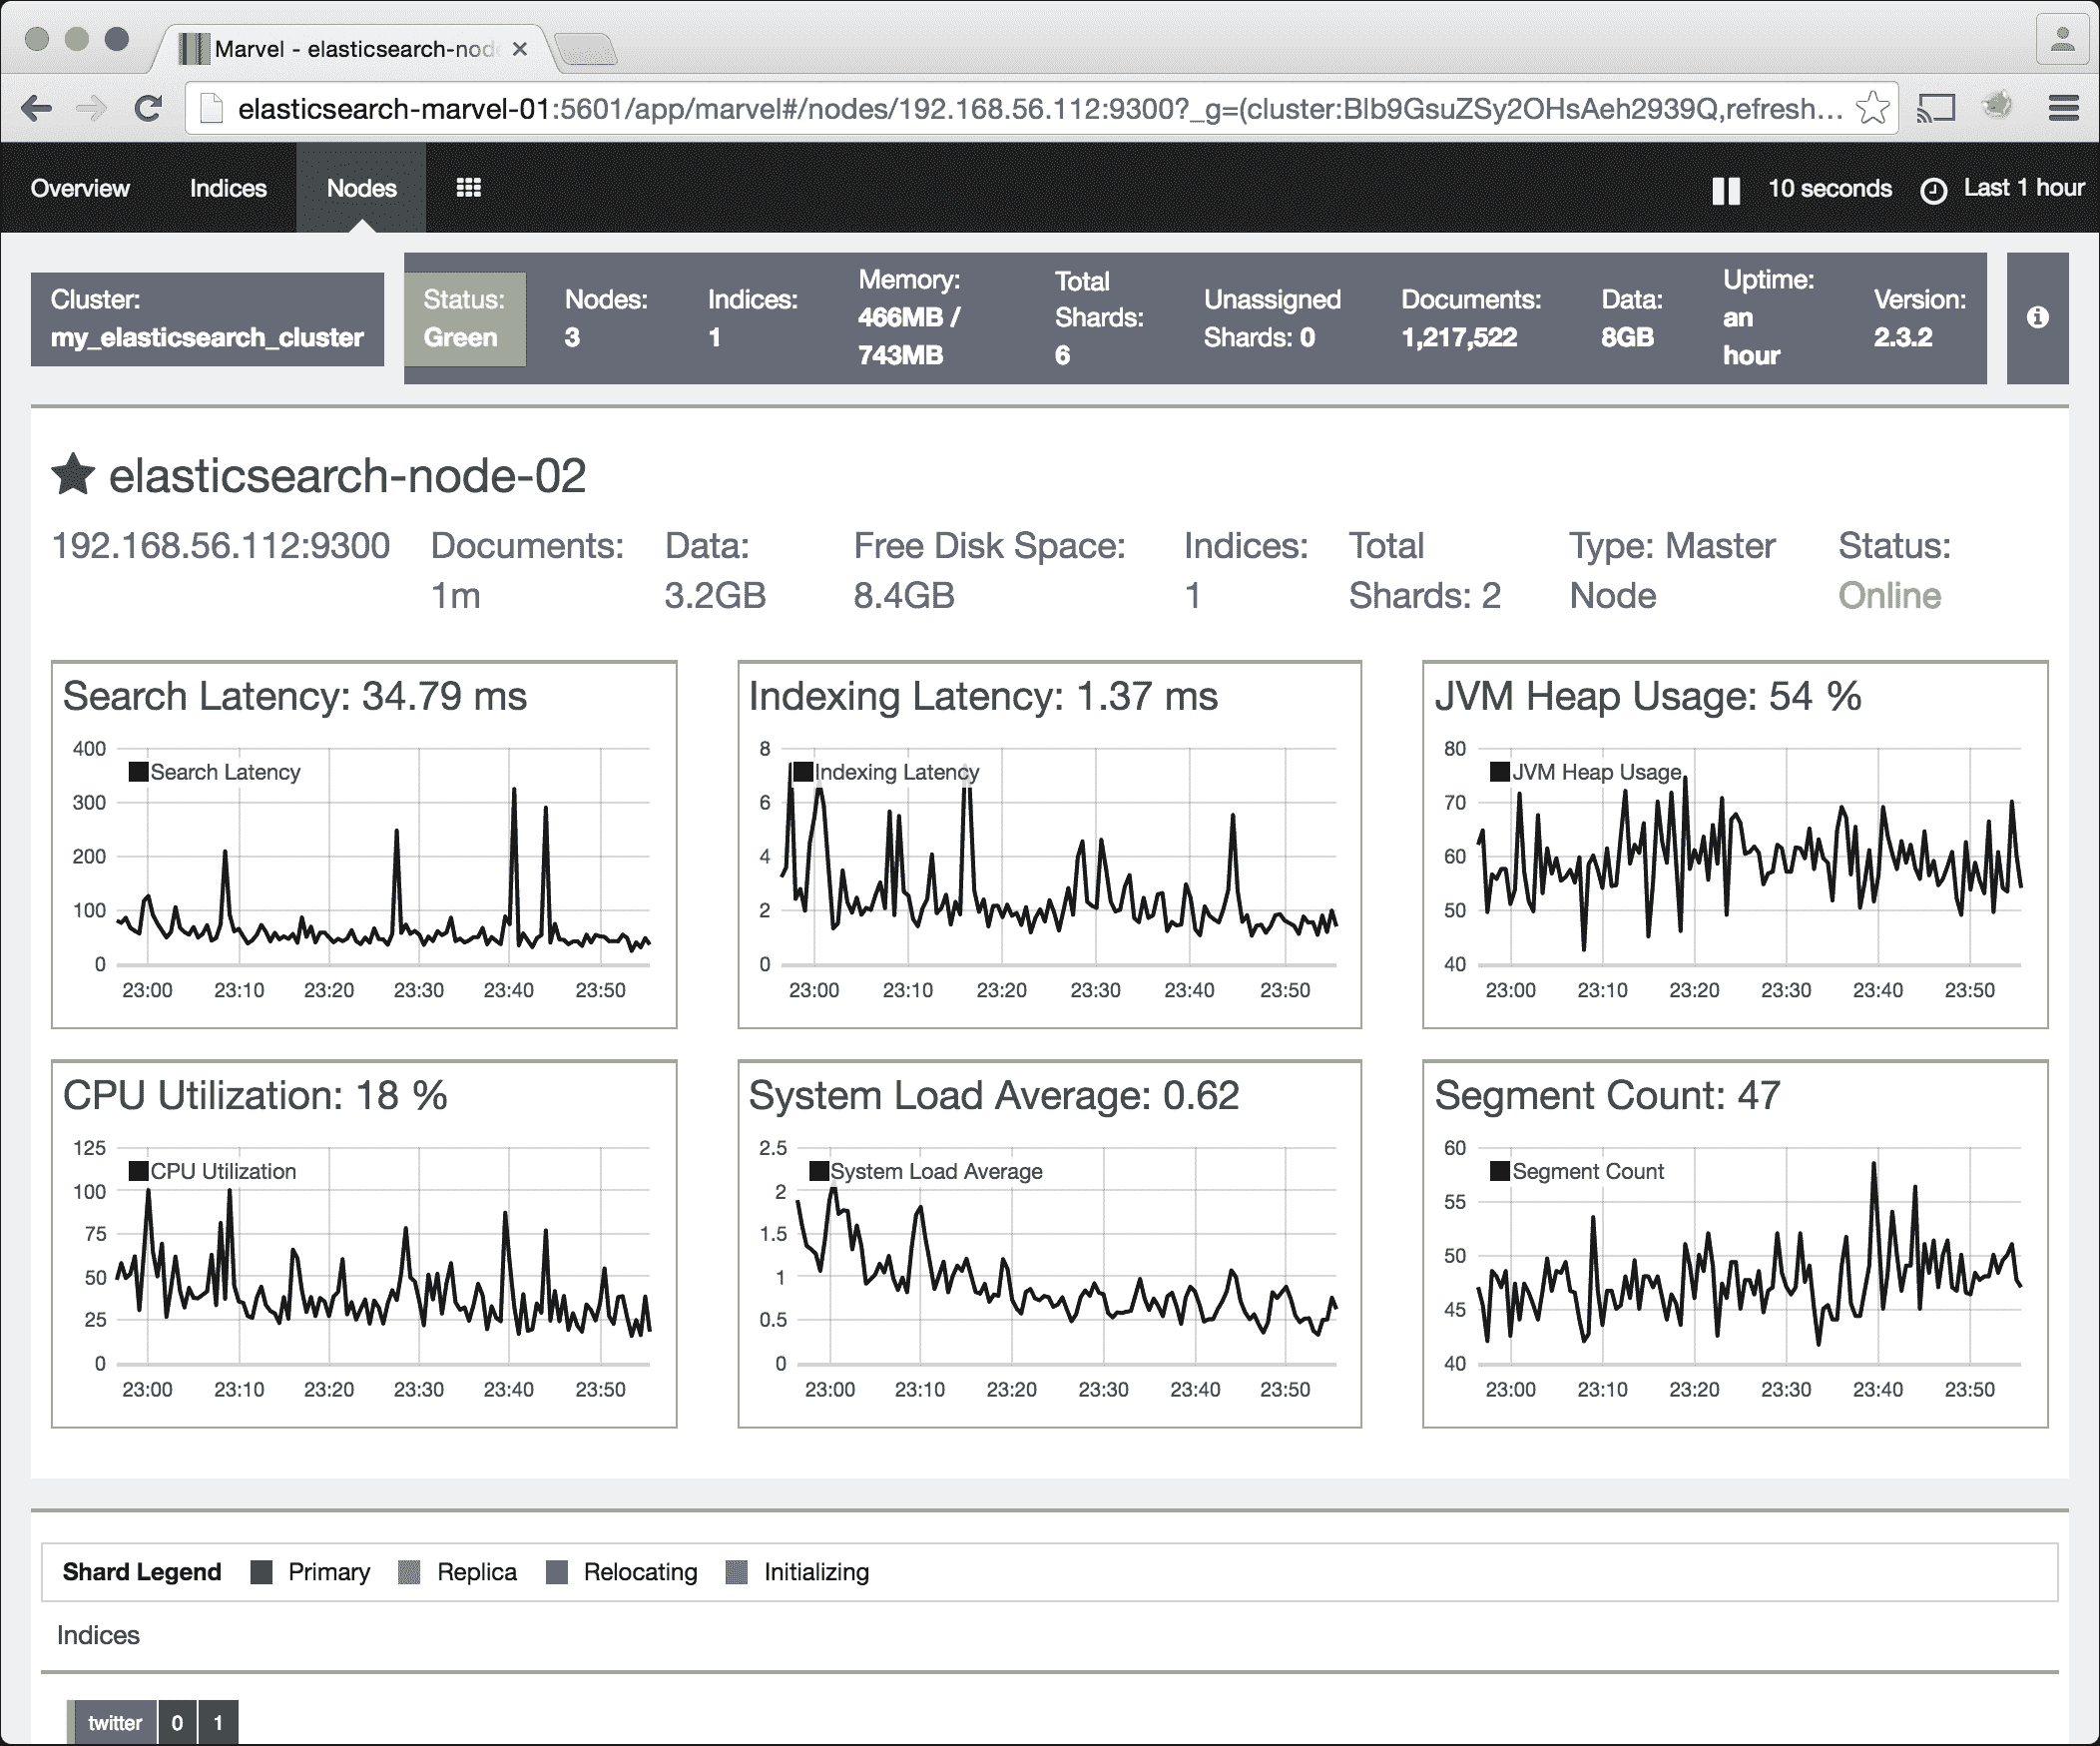 Marvel - elasticsearch-node
elasticsearch-marvel-01:5601/app/marvel#/nodes/192.168.56.112:9300?_g=(cluster:Blb9GsuZSy2OHsAeh2939Q,refresh...
Overview Indices Nodes 10 seconds Last 1 hour
Cluster:
my_elasticsearch_cluster
Status:
Green
Nodes:
3
Indices:
1
Memory:
466MB /
743MB
Total
Shards:
6
Unassigned
Shards: 0
Documents:
1,217,522
Data:
8GB
Uptime:
an
hour
Version:
2.3.2
elasticsearch-node-02
192.168.56.112:9300
Documents:
1m
Data:
3.2GB
Free Disk Space:
8.4GB
Indices:
1
Total
Shards: 2
Type: Master
Node
Status:
Online
Search Latency: 34.79 ms
Search Latency
400
300
200
100
0
23:00 23:10 23:20 23:30 23:40 23:50
Indexing Latency: 1.37 ms
Indexing Latency
8
6
4
2
0
23:00 23:10 23:20 23:30 23:40 23:50
JVM Heap Usage: 54 %
JVM Heap Usage
80
70
60
50
40
23:00 23:10 23:20 23:30 23:40 23:50
CPU Utilization: 18 %
CPU Utilization
125
100
75
50
25
0
23:00 23:10 23:20 23:30 23:40 23:50
System Load Average: 0.62
System Load Average
2.5
2
1.5
1
0.5
0
23:00 23:10 23:20 23:30 23:40 23:50
Segment Count: 47
Segment Count
60
55
50
45
40
23:00 23:10 23:20 23:30 23:40 23:50
Shard Legend Primary Replica Relocating Initializing
Indices
twitter 0 1